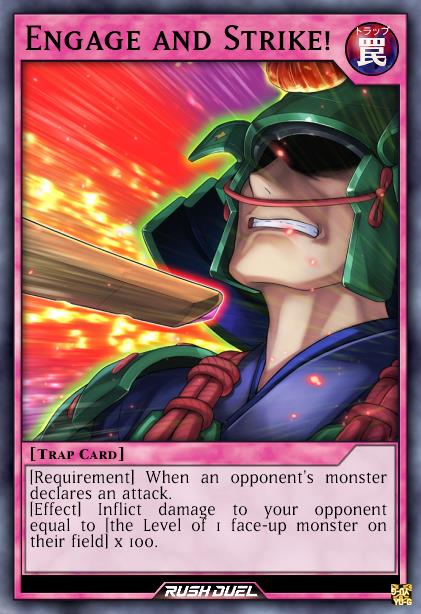 Engage and Strike!
トラップ
罠
[Trap Card]
[Requirement] When an opponent's monster
declares an attack.
[Effect] Inflict damage to your opponent
equal to [the Level of 1 face-up monster on
their field] x 100.
RUSH DUEL